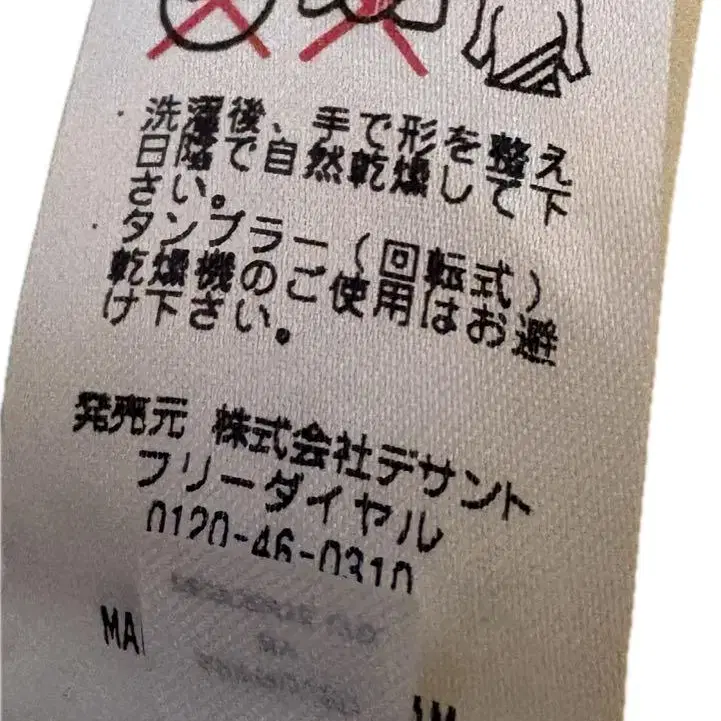 洗濯後、手で形を整え
日陰で自然乾燥して下
さい。
タンブラー(回転式)
乾燥機のご使用はお避
け下さい。
発売元 株式会社デサント
フリーダイヤル
0120-46-0310
MA